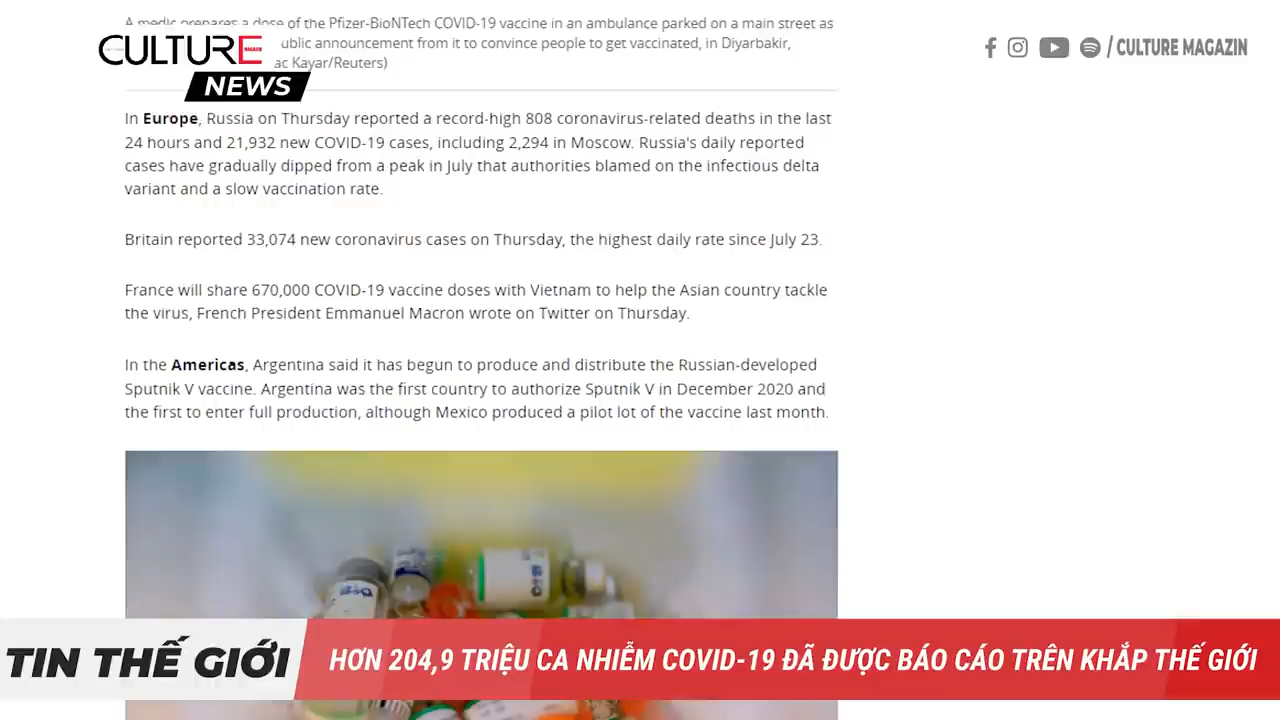 A medic prepares a dose of the Pfizer-BioNTech COVID-19 vaccine in an ambulance parked on a main street as
ublic announcement from it to convince people to get vaccinated, in Diyarbakir,
ac Kayar/Reuters)
CULTURE
MAGAZIN
NEWS
/ CULTURE MAGAZIN
In Europe, Russia on Thursday reported a record-high 808 coronavirus-related deaths in the last
24 hours and 21,932 new COVID-19 cases, including 2,294 in Moscow. Russia's daily reported
cases have gradually dipped from a peak in July that authorities blamed on the infectious delta
variant and a slow vaccination rate.
Britain reported 33,074 new coronavirus cases on Thursday, the highest daily rate since July 23.
France will share 670,000 COVID-19 vaccine doses with Vietnam to help the Asian country tackle
the virus, French President Emmanuel Macron wrote on Twitter on Thursday.
In the Americas, Argentina said it has begun to produce and distribute the Russian-developed
Sputnik V vaccine. Argentina was the first country to authorize Sputnik V in December 2020 and
the first to enter full production, although Mexico produced a pilot lot of the vaccine last month.
TIN THẾ GIỚI
HƠN 204,9 TRIỆU CA NHIỄM COVID-19 ĐÃ ĐƯỢC BÁO CÁO TRÊN KHẮP THẾ GIỚI